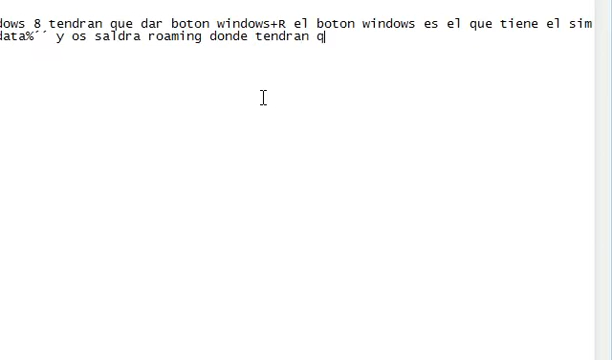 dows 8 tendran que dar boton windows+R el boton windows es el que tiene el sim
data%´´ y os saldra roaming donde tendran q